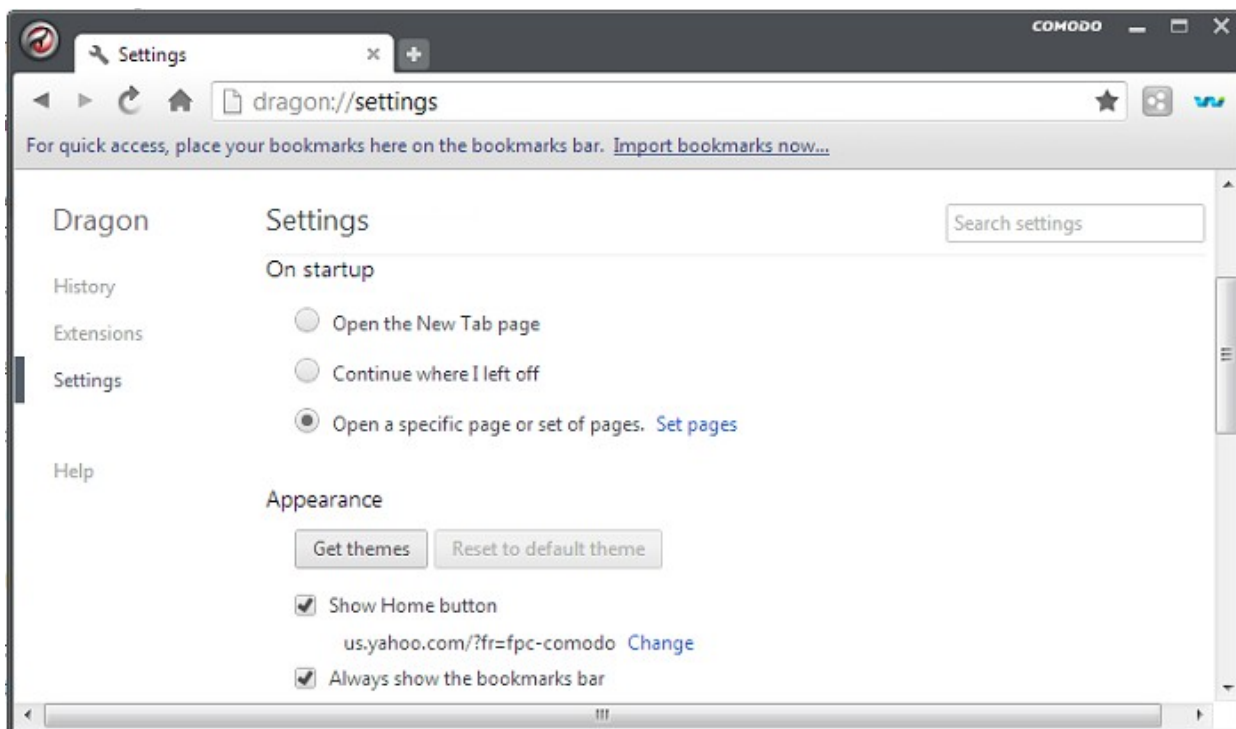 COMODO
Settings
dragon://settings
For quick access, place your bookmarks here on the bookmarks bar. Import bookmarks now...
Dragon
Settings
Search settings
History
Extensions
Settings
Help
On startup
Open the New Tab page
Continue where I left off
Open a specific page or set of pages. Set pages
Appearance
Get themes
Reset to default theme
Show Home button
us.yahoo.com/?fr=fpc-comodo Change
Always show the bookmarks bar